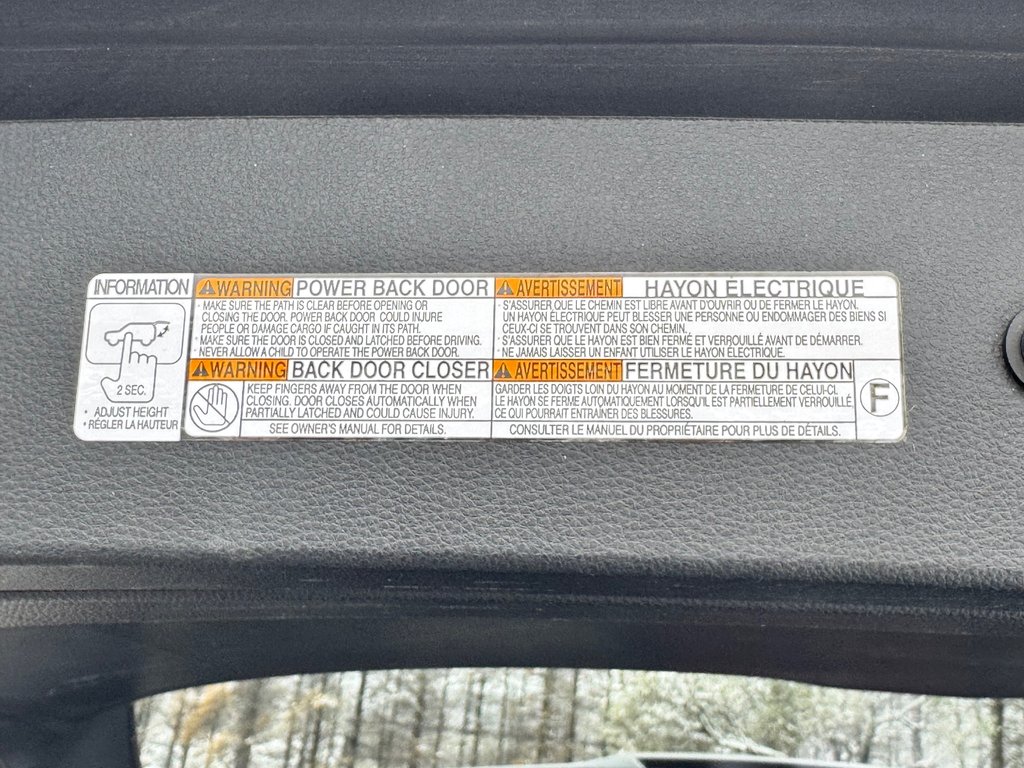 INFORMATION
2 SEC.
• ADJUST HEIGHT
• RÉGLER LA HAUTEUR
WARNING POWER BACK DOOR
· MAKE SURE THE PATH IS CLEAR BEFORE OPENING OR
CLOSING THE DOOR. POWER BACK DOOR COULD INJURE
PEOPLE OR DAMAGE CARGO IF CAUGHT IN ITS PATH.
· MAKE SURE THE DOOR IS CLOSED AND LATCHED BEFORE DRIVING.
· NEVER ALLOW A CHILD TO OPERATE THE POWER BACK DOOR.
AVERTISSEMENT HAYON ÉLECTRIQUE
· S'ASSURER QUE LE CHEMIN EST LIBRE AVANT D'OUVRIR OU DE FERMER LE HAYON.
UN HAYON ÉLECTRIQUE PEUT BLESSER UNE PERSONNE OU ENDOMMAGER DES BIENS SI
CEUX-CI SE TROUVENT DANS SON CHEMIN.
· S'ASSURER QUE LE HAYON EST BIEN FERMÉ ET VERROUILLÉ AVANT DE DÉMARRER.
· NE JAMAIS LAISSER UN ENFANT UTILISER LE HAYON ÉLECTRIQUE.
WARNING BACK DOOR CLOSER
KEEP FINGERS AWAY FROM THE DOOR WHEN
CLOSING. DOOR CLOSES AUTOMATICALLY WHEN
PARTIALLY LATCHED AND COULD CAUSE INJURY.
SEE OWNER'S MANUAL FOR DETAILS.
AVERTISSEMENT FERMETURE DU HAYON
GARDER LES DOIGTS LOIN DU HAYON AU MOMENT DE LA FERMETURE DE CELUI-CI.
LE HAYON SE FERME AUTOMATIQUEMENT LORSQU'IL EST PARTIELLEMENT VERROUILLÉ
CE QUI POURRAIT ENTRAÎNER DES BLESSURES.
CONSULTER LE MANUEL DU PROPRIÉTAIRE POUR PLUS DE DÉTAILS.
F